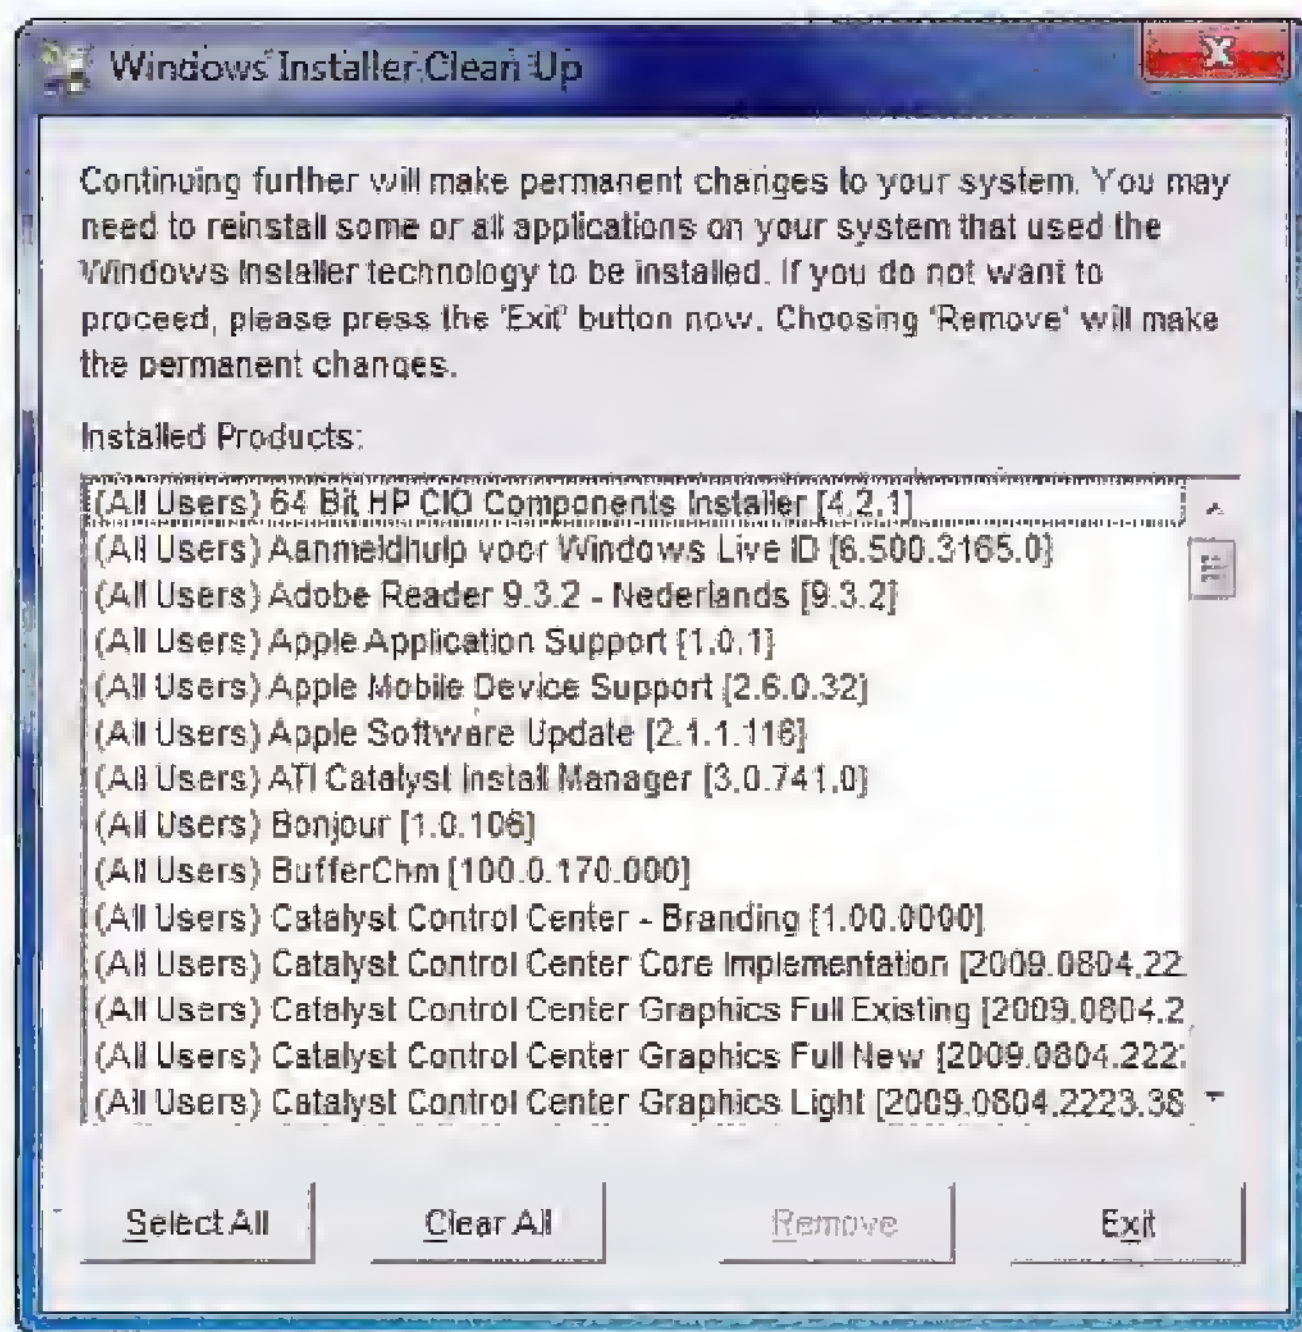 Windows Installer Clean Up
Continuing further will make permanent changes to your system. You may
need to reinstall some or all applications on your system that used the
Windows Installer technology to be installed. If you do not want to
proceed, please press the 'Exit' button now. Choosing 'Remove' will make
the permanent changes.
Installed Products:
(All Users) 64 Bit HP CIO Components Installer [4.2.1]
(All Users) Aanmeldhulp voor Windows Live ID [6.500.3165.0]
(All Users) Adobe Reader 9.3.2 - Nederlands [9.3.2]
(All Users) Apple Application Support [1.0.1]
(All Users) Apple Mobile Device Support [2.6.0.32]
(All Users) Apple Software Update [2.1.1.116]
(All Users) ATI Catalyst Install Manager [3.0.741.0]
(All Users) Bonjour [1.0.106]
(All Users) BufferChm [100.0.170.000]
(All Users) Catalyst Control Center - Branding [1.00.0000]
(All Users) Catalyst Control Center Core Implementation [2009.0804.22
(All Users) Catalyst Control Center Graphics Full Existing [2009.0804.2
(All Users) Catalyst Control Center Graphics Full New [2009.0804.222
(All Users) Catalyst Control Center Graphics Light [2009.0804.2223.38
Select All Clear All Remove Exit